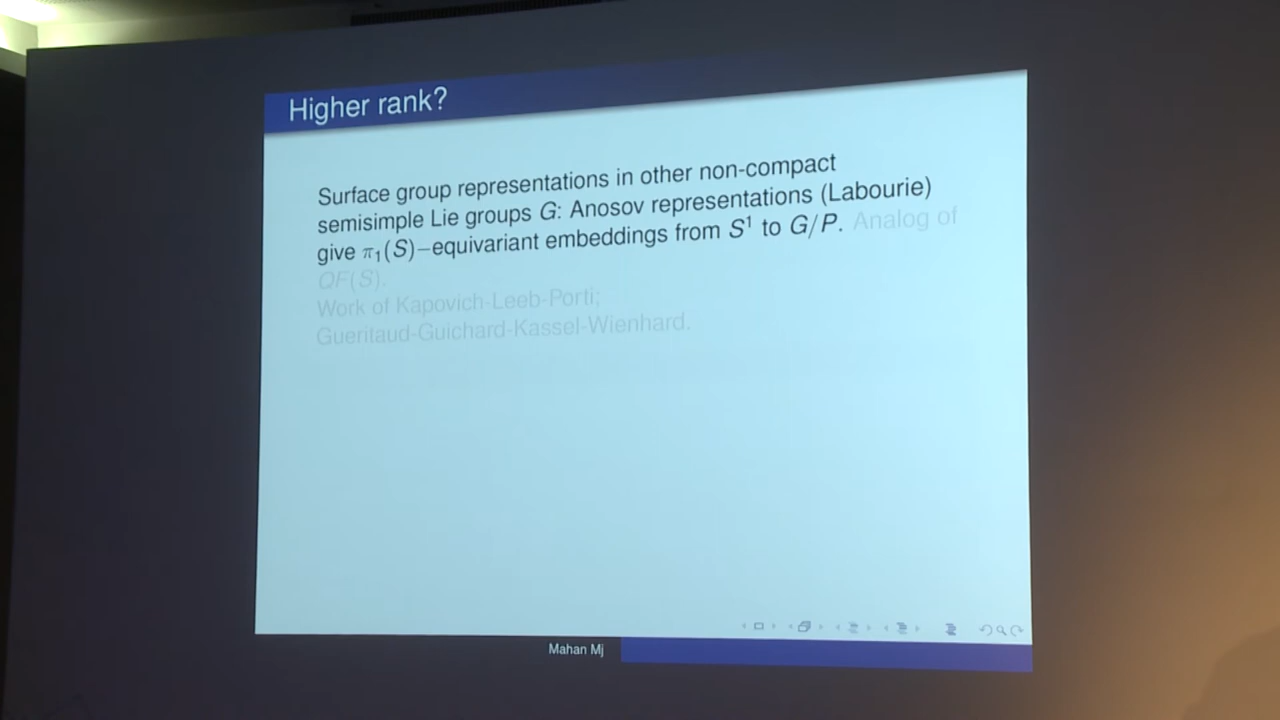 Higher rank?
Surface group representations in other non-compact
semisimple Lie groups G: Anosov representations (Labourie)
give π₁(S)−equivariant embeddings from S¹ to G/P. Analog of
QF(S).
Work of Kapovich-Leeb-Porti;
Gueritaud-Guichard-Kassel-Wienhard.
Mahan Mj